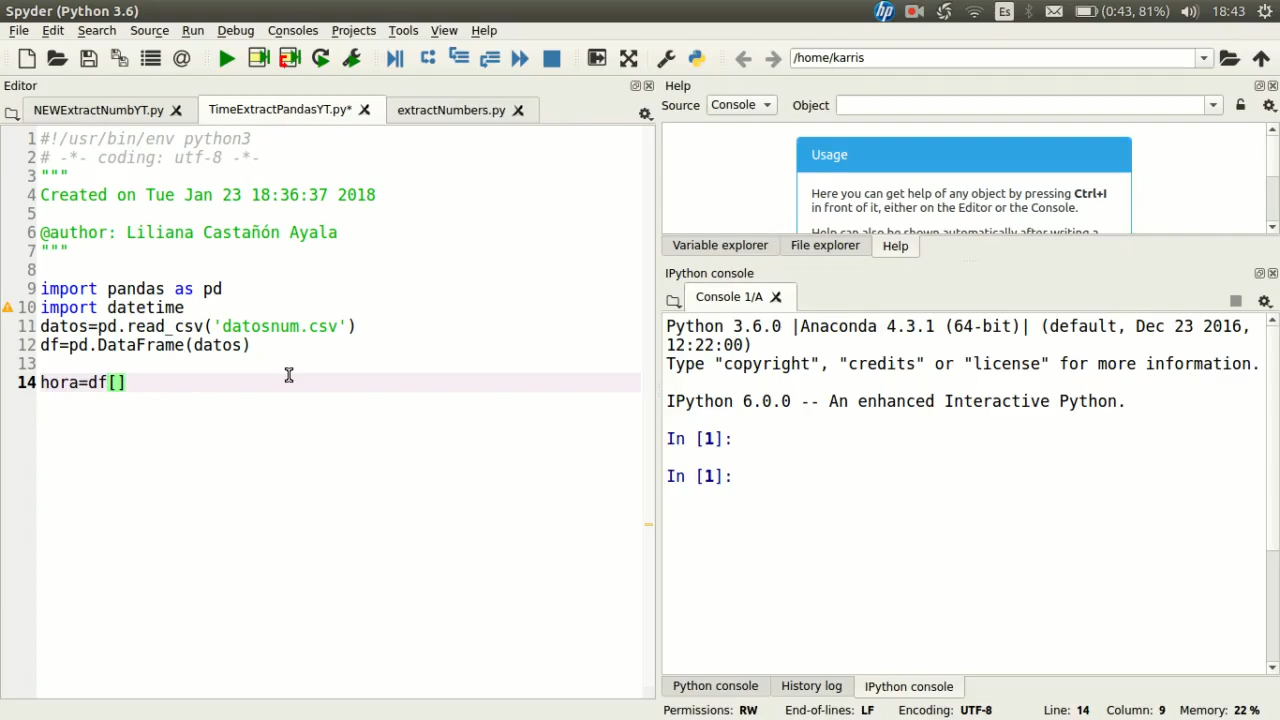 Spyder (Python 3.6)
Es
(0:43, 81%)
18:43
File Edit Search Source Run Debug Consoles Projects Tools View Help
/home/karris
Editor
NEWExtractNumbYT.py
TimeExtractPandasYT.py*
extractNumbers.py
1 #!/usr/bin/env python3
2 # -*- coding: utf-8 -*-
3 """
4 Created on Tue Jan 23 18:36:37 2018
5
6 @author: Liliana Castañón Ayala
7 """
8
9 import pandas as pd
10 import datetime
11 datos=pd.read_csv('datosnum.csv')
12 df=pd.DataFrame(datos)
13
14 hora=df[]
Help
Source Console Object
Usage
Here you can get help of any object by pressing Ctrl+I
in front of it, either on the Editor or the Console.
Help can also be shown automatically after writing a
Variable explorer File explorer Help
IPython console
Console 1/A
Python 3.6.0 |Anaconda 4.3.1 (64-bit)| (default, Dec 23 2016,
12:22:00)
Type "copyright", "credits" or "license" for more information.
IPython 6.0.0 -- An enhanced Interactive Python.
In [1]:
In [1]:
Python console History log IPython console
Permissions: RW End-of-lines: LF Encoding: UTF-8 Line: 14 Column: 9 Memory: 22 %